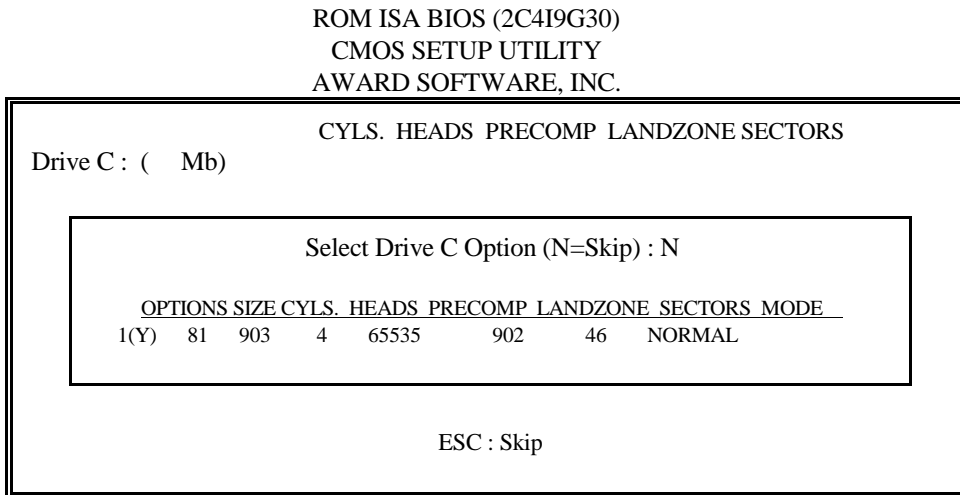 ROM ISA BIOS (2C4I9G30)
CMOS SETUP UTILITY
AWARD SOFTWARE, INC.
CYLS. HEADS PRECOMP LANDZONE SECTORS
Drive C : ( Mb)
Select Drive C Option (N=Skip) : N
OPTIONS SIZE CYLS. HEADS PRECOMP LANDZONE SECTORS MODE
1(Y) 81 903 4 65535 902 46 NORMAL
ESC : Skip